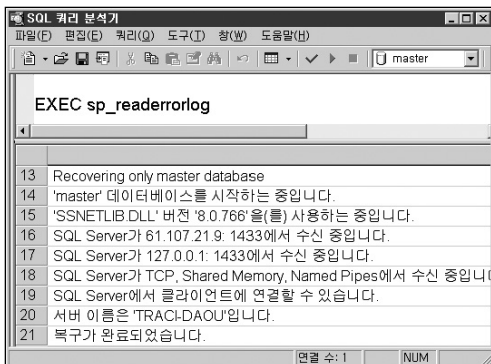 SQL 쿼리 분석기
파일(F) 편집(E) 쿼리(Q) 도구(T) 창(W) 도움말(H)
master
EXEC sp_readerrorlog
13 Recovering only master database
14 'master' 데이터베이스를 시작하는 중입니다.
15 'SSNETLIB.DLL' 버전 '8.0.766'을(를) 사용하는 중입니다.
16 SQL Server가 61.107.21.9: 1433에서 수신 중입니다.
17 SQL Server가 127.0.0.1: 1433에서 수신 중입니다.
18 SQL Server가 TCP, Shared Memory, Named Pipes에서 수신 중입니
19 SQL Server에서 클라이언트에 연결할 수 있습니다.
20 서버 이름은 'TRACI-DAOU'입니다.
21 복구가 완료되었습니다.
연결 수: 1 NUM